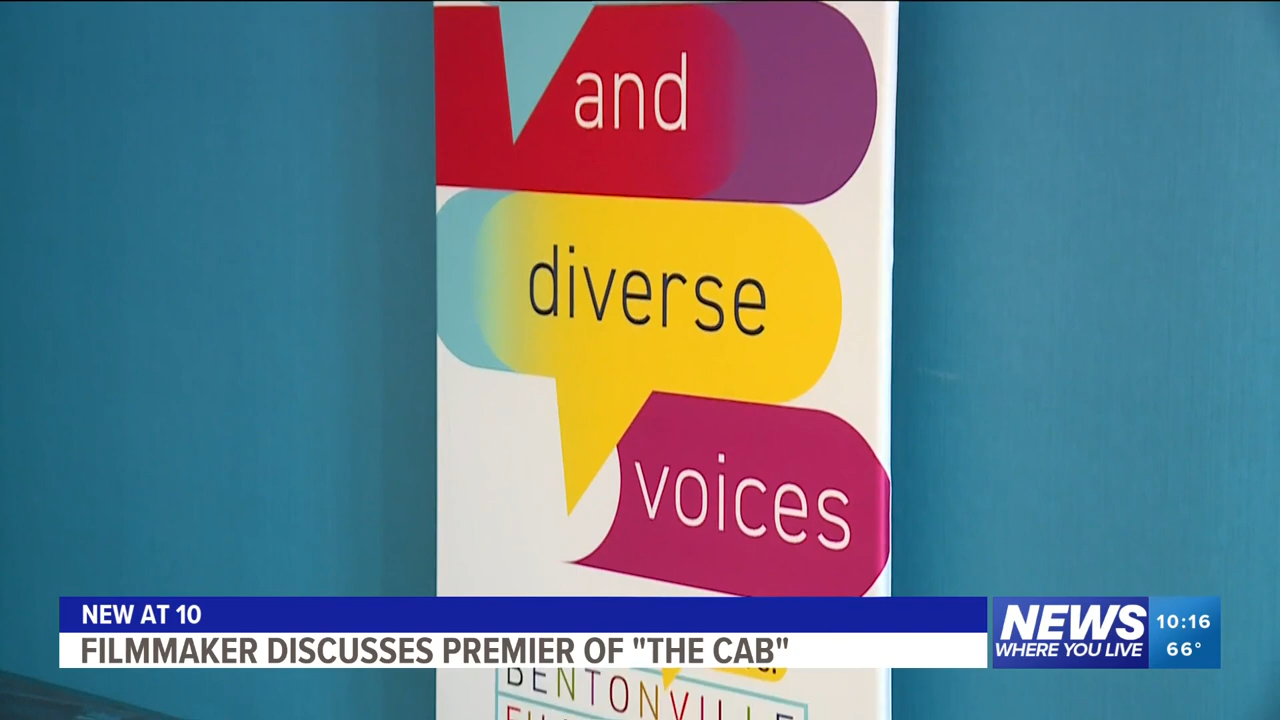 and
diverse
voices
NEW AT 10
FILMMAKER DISCUSSES PREMIER OF "THE CAB"
NEWS
WHERE YOU LIVE
10:16
66°
BENTONVILLE